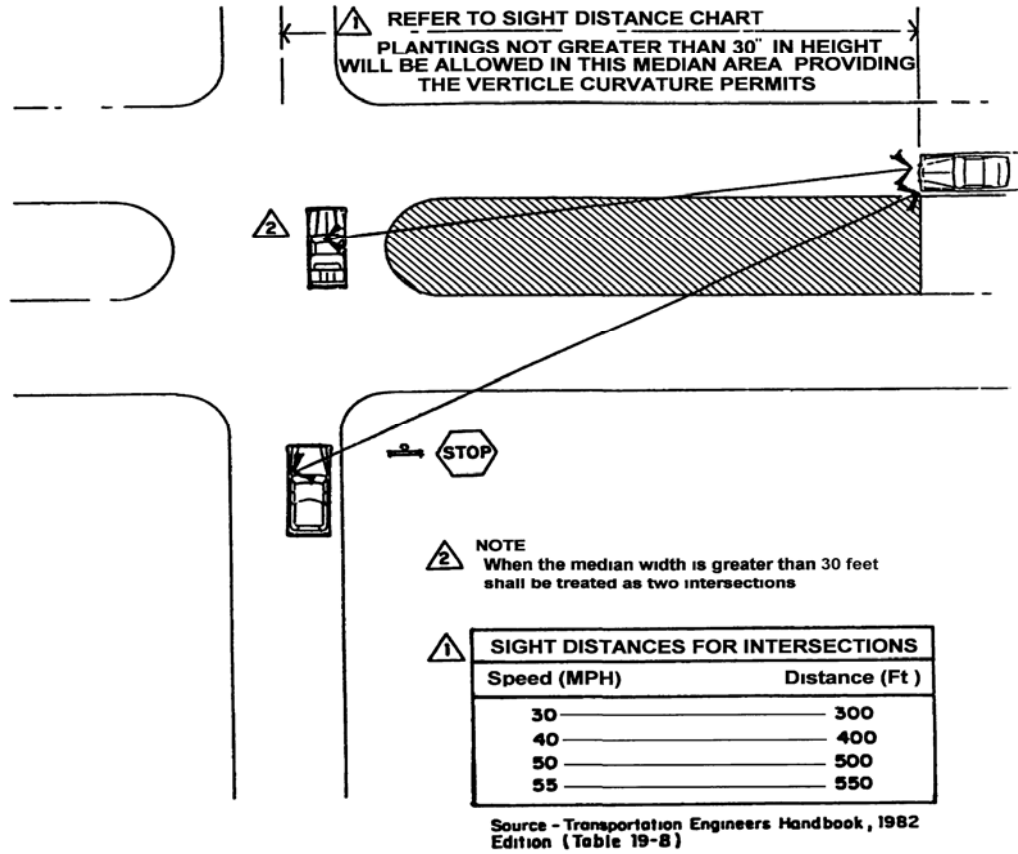 1 REFER TO SIGHT DISTANCE CHART
PLANTINGS NOT GREATER THAN 30" IN HEIGHT
WILL BE ALLOWED IN THIS MEDIAN AREA PROVIDING
THE VERTICLE CURVATURE PERMITS
2
STOP
2 NOTE
When the median width is greater than 30 feet
shall be treated as two intersections
1 SIGHT DISTANCES FOR INTERSECTIONS
Speed (MPH) Distance (Ft )
30 300
40 400
50 500
55 550
Source - Transportation Engineers Handbook, 1982
Edition (Table 19-8)